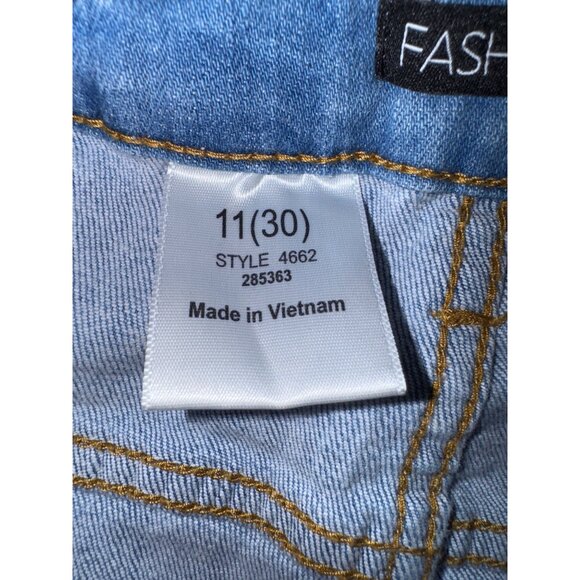 FASH
11(30)
STYLE 4662
285363
Made in Vietnam